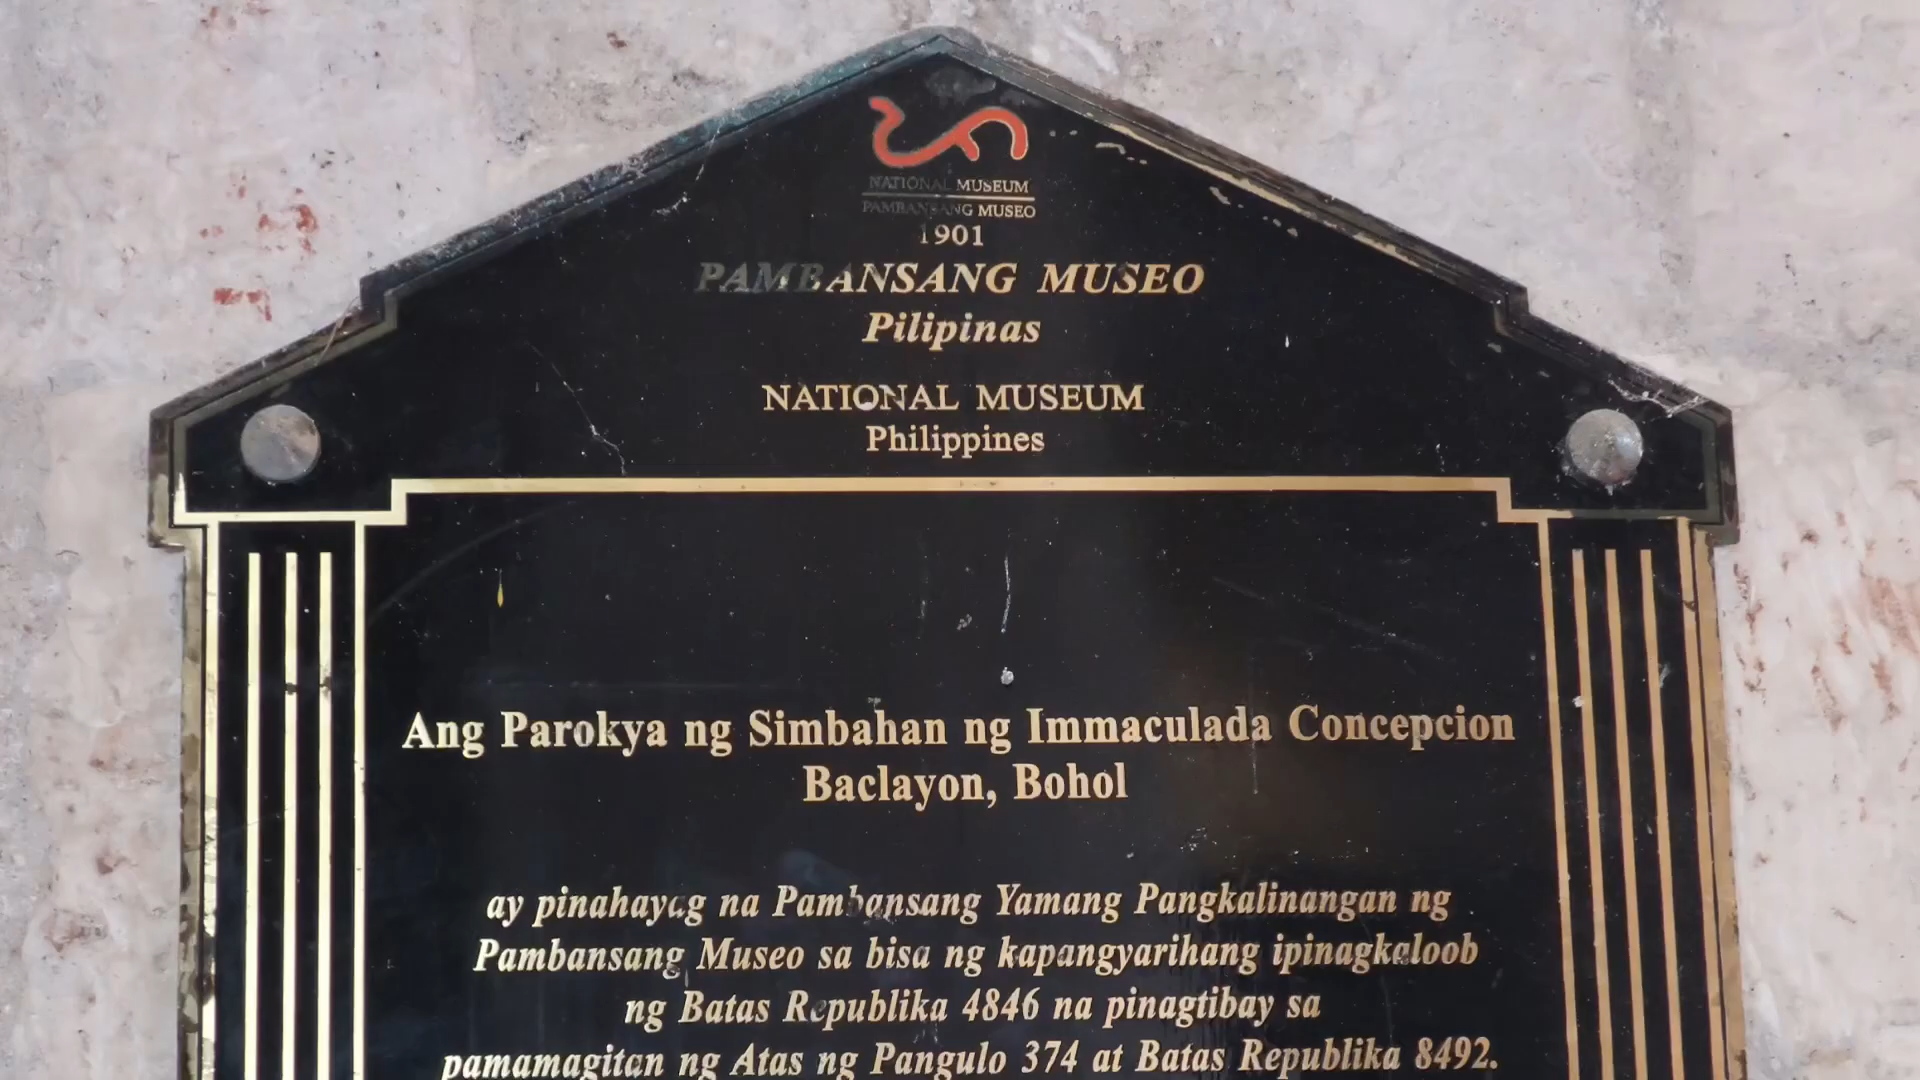 NATIONAL MUSEUM
PAMBANSANG MUSEO
1901
PAMBANSANG MUSEO
Pilipinas
NATIONAL MUSEUM
Philippines
Ang Parokya ng Simbahan ng Immaculada Concepcion
Baclayon, Bohol
ay pinahayag na Pambansang Yamang Pangkalinangan ng
Pambansang Museo sa bisa ng kapangyarihang ipinagkaloob
ng Batas Republika 4846 na pinagtibay sa
pamamagitan ng Atas ng Pangulo 374 at Batas Republika 8492.